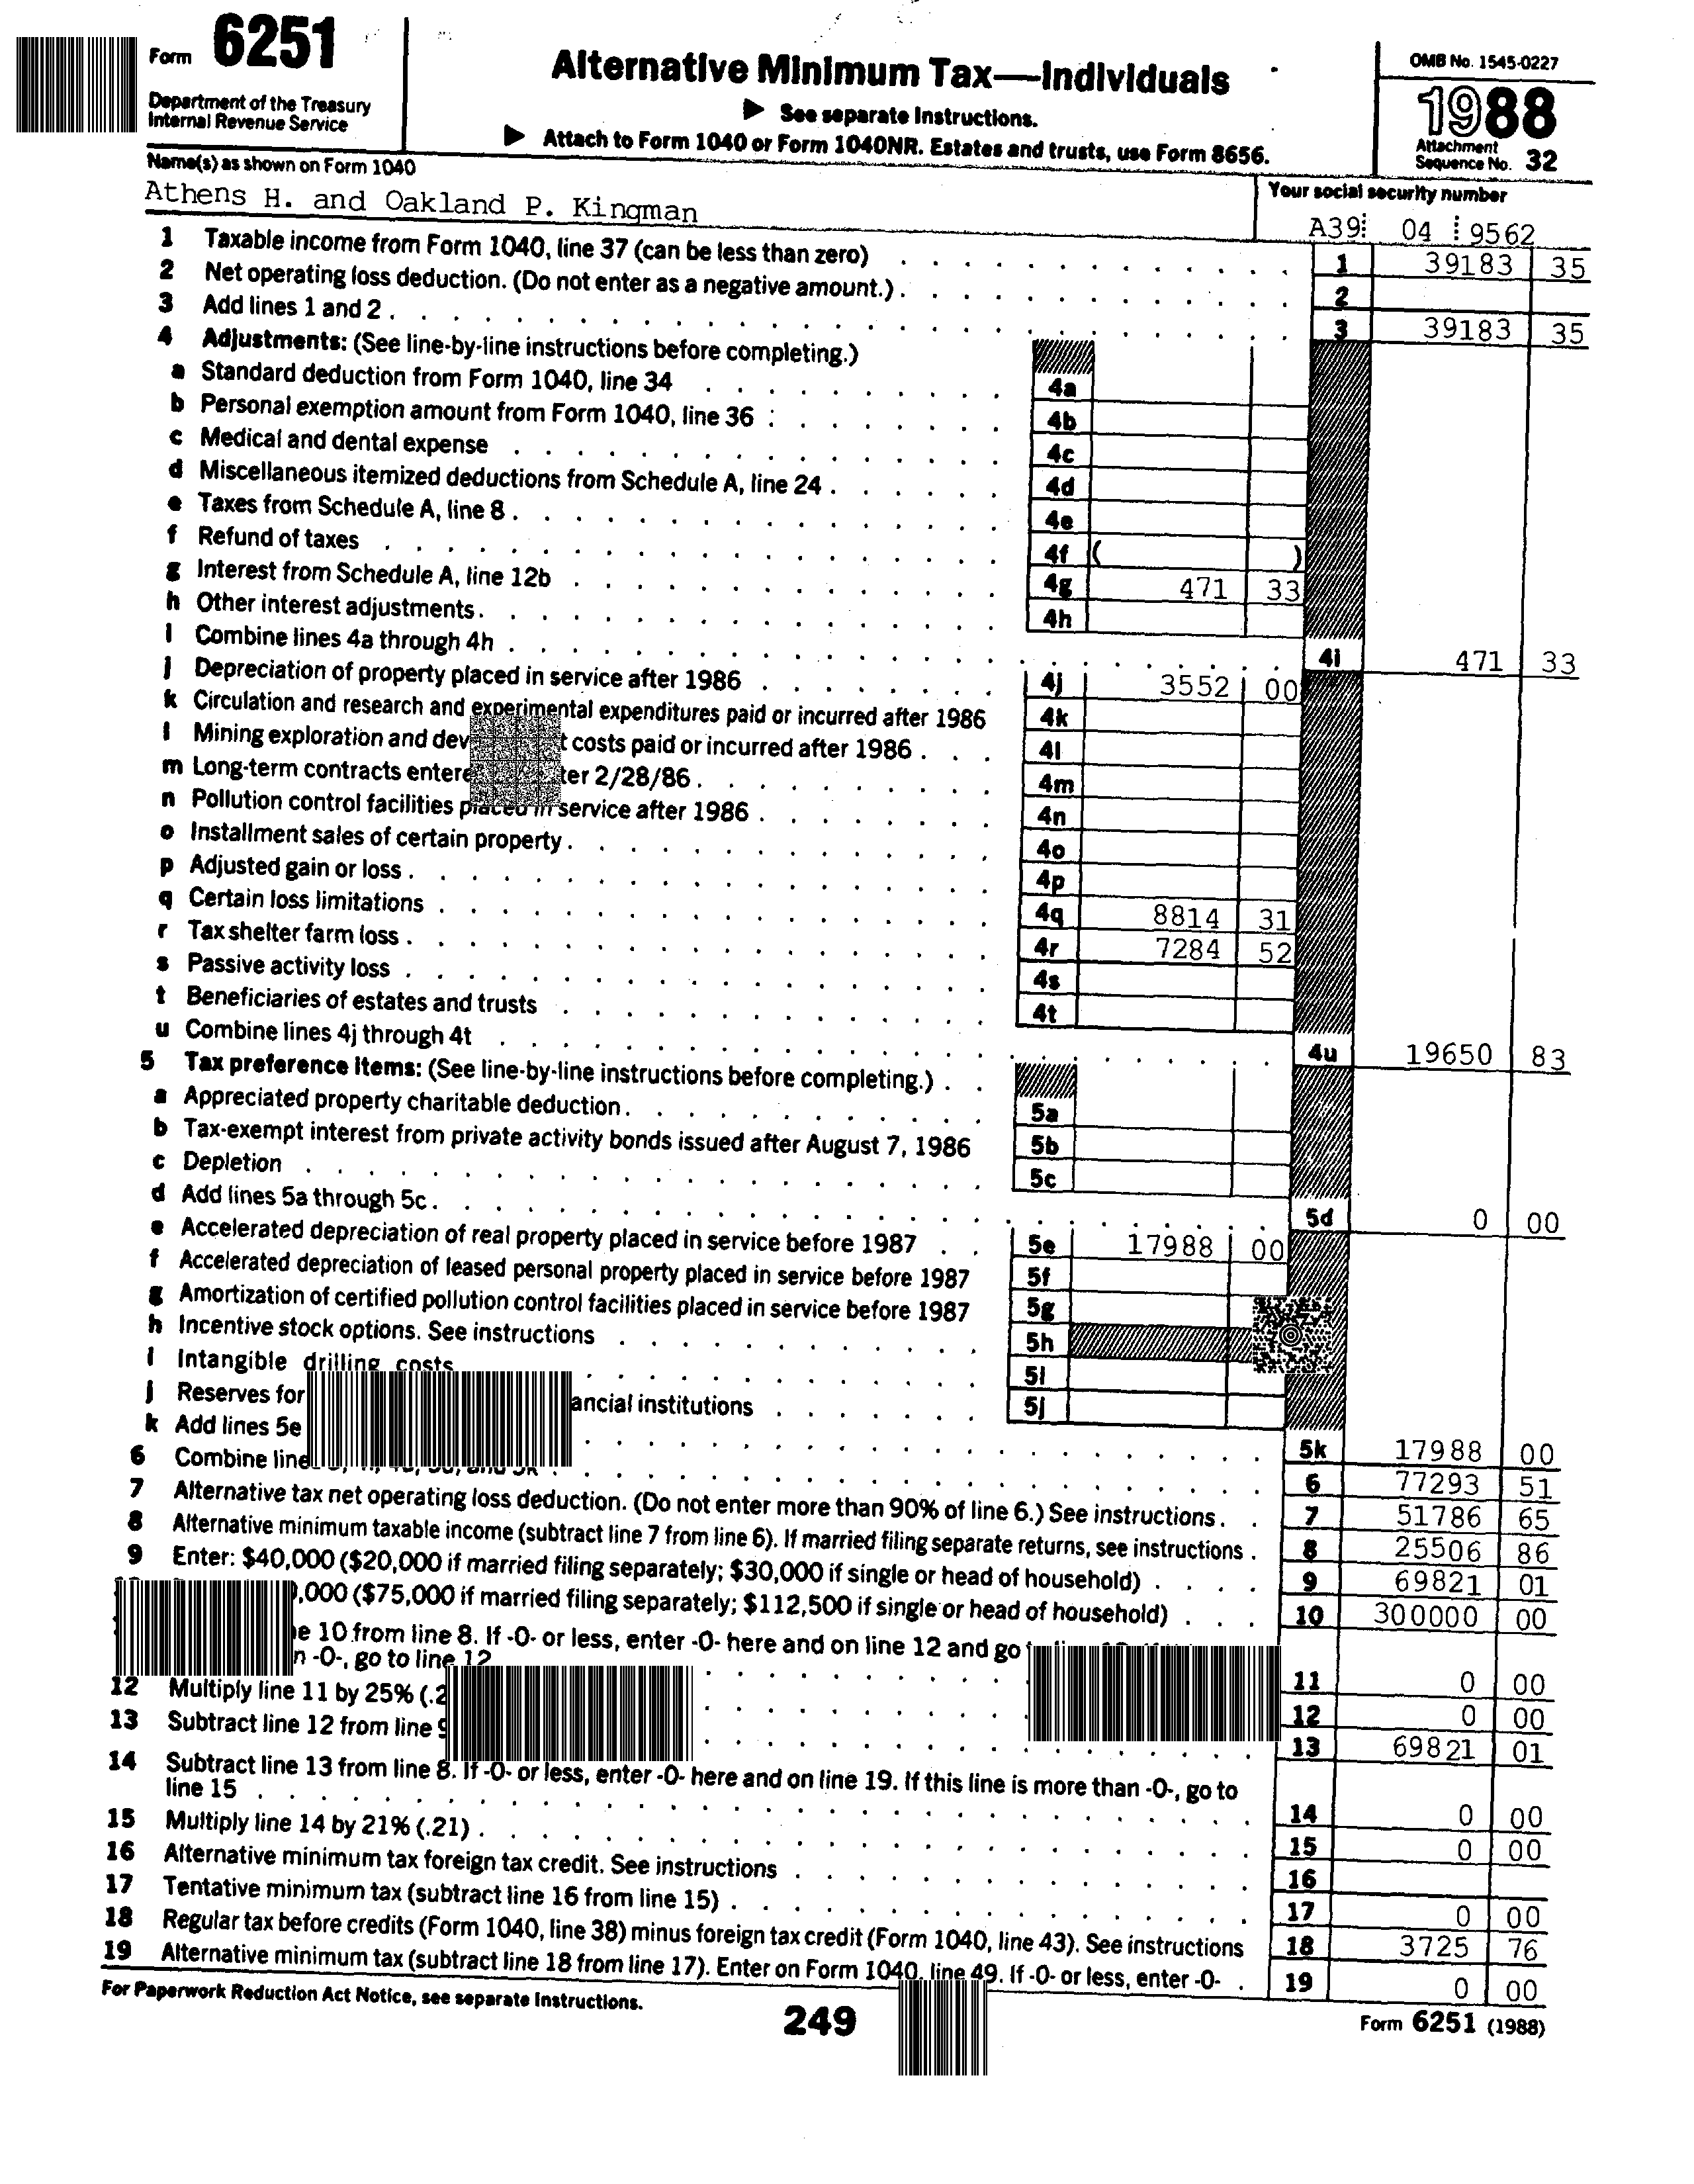 Form 6251
Department of the Treasury
Internal Revenue Service
Alternative Minimum Tax—Individuals
▶ See separate Instructions.
▶ Attach to Form 1040 or Form 1040NR. Estates and trusts, use Form 8656.
OMB No. 1545-0227
1988
Attachment
Sequence No. 32
Name(s) as shown on Form 1040
Your social security number
Athens H. and Oakland P. Kingman
A39 04 9562
1 Taxable income from Form 1040, line 37 (can be less than zero) 1 39183 35
2 Net operating loss deduction. (Do not enter as a negative amount.) 2
3 Add lines 1 and 2 3 39183 35
4 Adjustments: (See line-by-line instructions before completing.)
a Standard deduction from Form 1040, line 34 4a
b Personal exemption amount from Form 1040, line 36 4b
c Medical and dental expense 4c
d Miscellaneous itemized deductions from Schedule A, line 24 4d
e Taxes from Schedule A, line 8 4e
f Refund of taxes 4f ( )
g Interest from Schedule A, line 12b 4g 471 33
h Other interest adjustments 4h
i Combine lines 4a through 4h 4i 471 33
j Depreciation of property placed in service after 1986 4j 3552 00
k Circulation and research and experimental expenditures paid or incurred after 1986 4k
l Mining exploration and dev t costs paid or incurred after 1986 4l
m Long-term contracts entere ter 2/28/86 4m
n Pollution control facilities placed in service after 1986 4n
o Installment sales of certain property 4o
p Adjusted gain or loss 4p
q Certain loss limitations 4q 8814 31
r Tax shelter farm loss 4r 7284 52
s Passive activity loss 4s
t Beneficiaries of estates and trusts 4t
u Combine lines 4j through 4t 4u 19650 83
5 Tax preference items: (See line-by-line instructions before completing.)
a Appreciated property charitable deduction 5a
b Tax-exempt interest from private activity bonds issued after August 7, 1986 5b
c Depletion 5c
d Add lines 5a through 5c 5d 0 00
e Accelerated depreciation of real property placed in service before 1987 5e 17988 00
f Accelerated depreciation of leased personal property placed in service before 1987 5f
g Amortization of certified pollution control facilities placed in service before 1987 5g
h Incentive stock options. See instructions 5h
i Intangible drilling costs 5i
j Reserves for ancial institutions 5j
k Add lines 5e 5k 17988 00
6 Combine line 6 77293 51
7 Alternative tax net operating loss deduction. (Do not enter more than 90% of line 6.) See instructions 7 51786 65
8 Alternative minimum taxable income (subtract line 7 from line 6). If married filing separate returns, see instructions 8 25506 86
9 Enter: $40,000 ($20,000 if married filing separately; $30,000 if single or head of household) 9 69821 01
,000 ($75,000 if married filing separately; $112,500 if single or head of household) 10 300000 00
e 10 from line 8. If -0- or less, enter -0- here and on line 12 and go
n -0-, go to line 12 11 0 00
12 Multiply line 11 by 25% (.2 12 0 00
13 Subtract line 12 from line 9 13 69821 01
14 Subtract line 13 from line 8. If -0- or less, enter -0- here and on line 19. If this line is more than -0-, go to
line 15 14 0 00
15 Multiply line 14 by 21% (.21) 15 0 00
16 Alternative minimum tax foreign tax credit. See instructions 16
17 Tentative minimum tax (subtract line 16 from line 15) 17 0 00
18 Regular tax before credits (Form 1040, line 38) minus foreign tax credit (Form 1040, line 43). See instructions 18 3725 76
19 Alternative minimum tax (subtract line 18 from line 17). Enter on Form 1040, line 49. If -0- or less, enter -0- 19 0 00
For Paperwork Reduction Act Notice, see separate Instructions.
249
Form 6251 (1988)